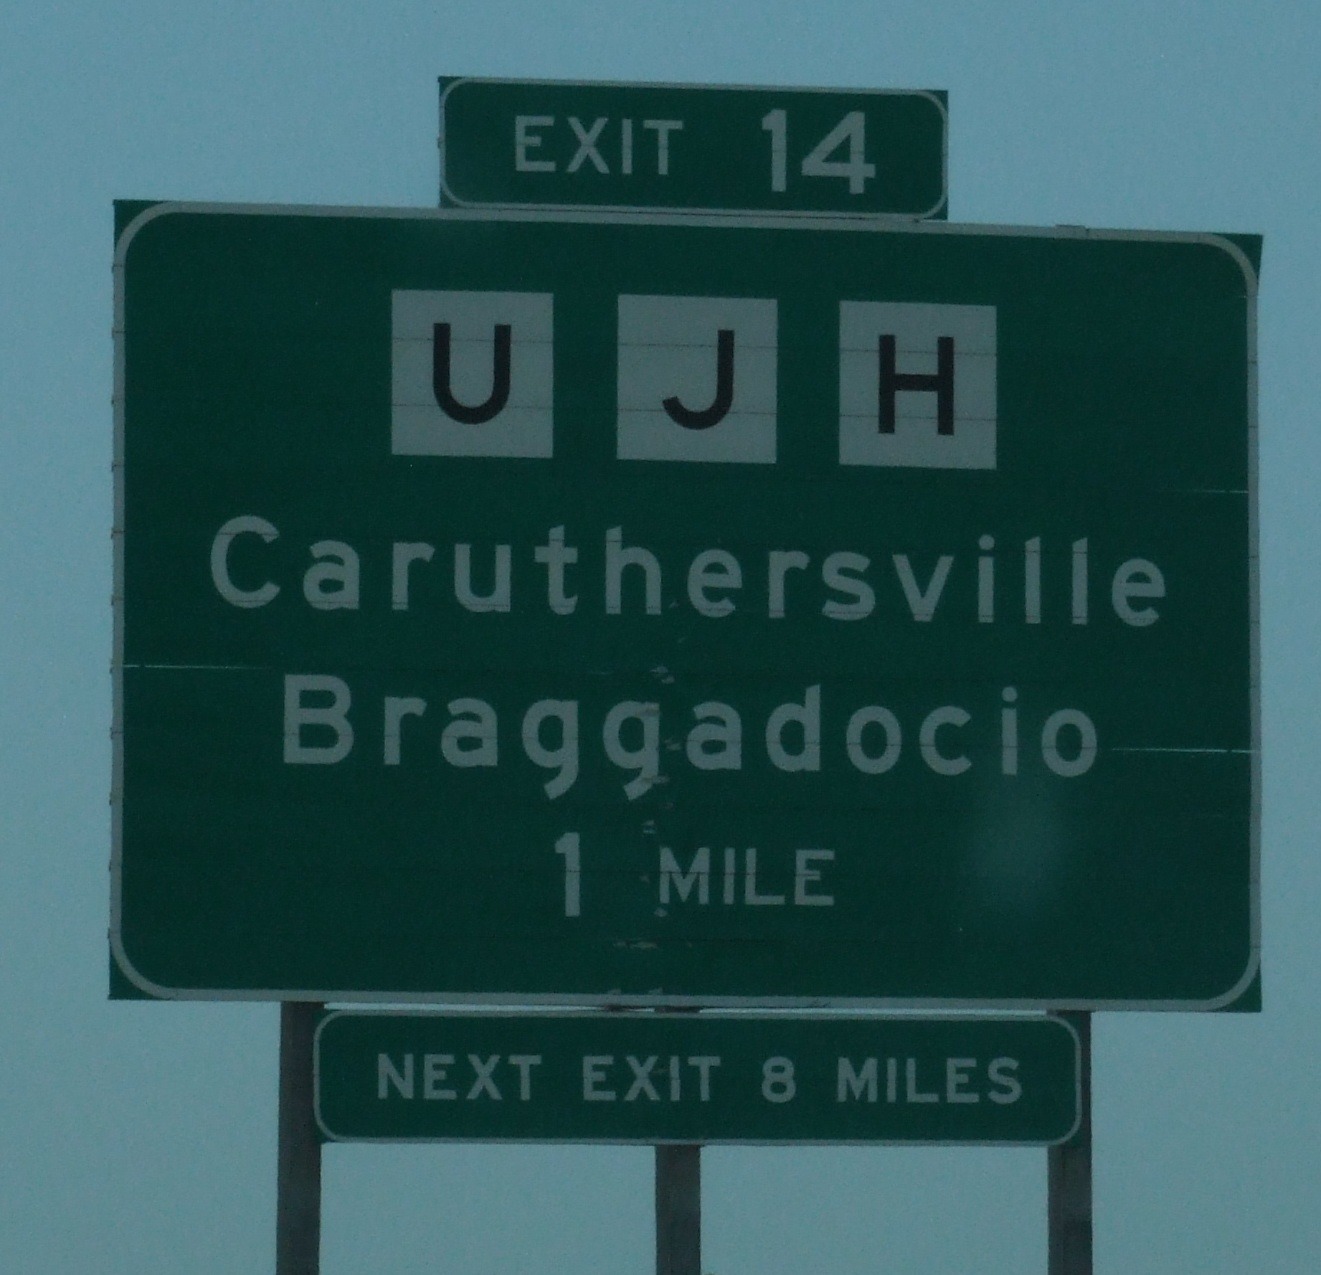 EXIT 14
U J H
Caruthersville
Braggadocio
1 MILE
NEXT EXIT 8 MILES